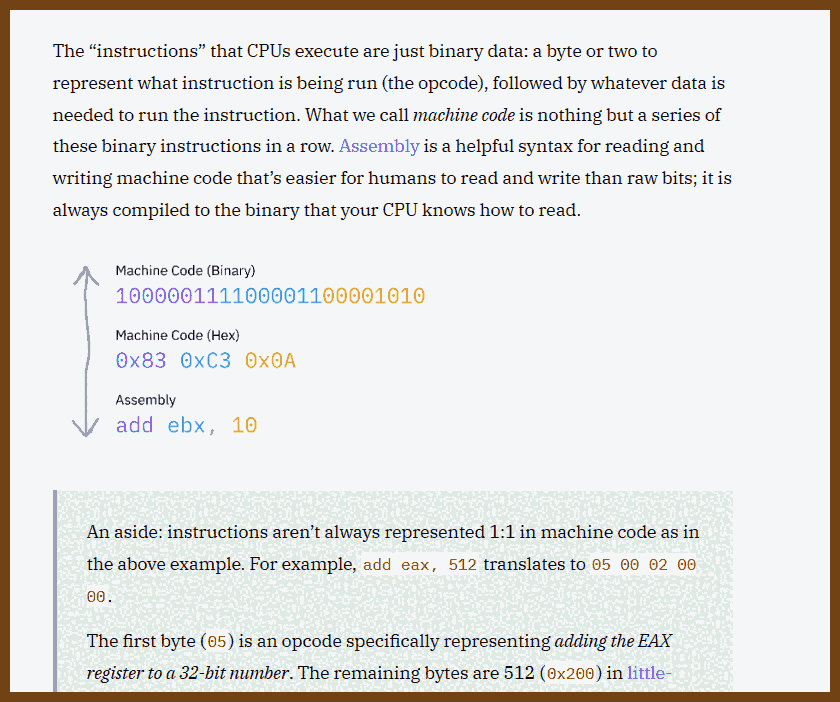 The “instructions” that CPUs execute are just binary data: a byte or two to
represent what instruction is being run (the opcode), followed by whatever data is
needed to run the instruction. What we call machine code is nothing but a series of
these binary instructions in a row. Assembly is a helpful syntax for reading and
writing machine code that’s easier for humans to read and write than raw bits; it is
always compiled to the binary that your CPU knows how to read.
Machine Code (Binary)
100000111100001100001010
Machine Code (Hex)
0x83 0xC3 0x0A
Assembly
add ebx, 10
An aside: instructions aren’t always represented 1:1 in machine code as in
the above example. For example, add eax, 512 translates to 05 00 02 00
00.
The first byte (05) is an opcode specifically representing adding the EAX
register to a 32-bit number. The remaining bytes are 512 (0x200) in little-